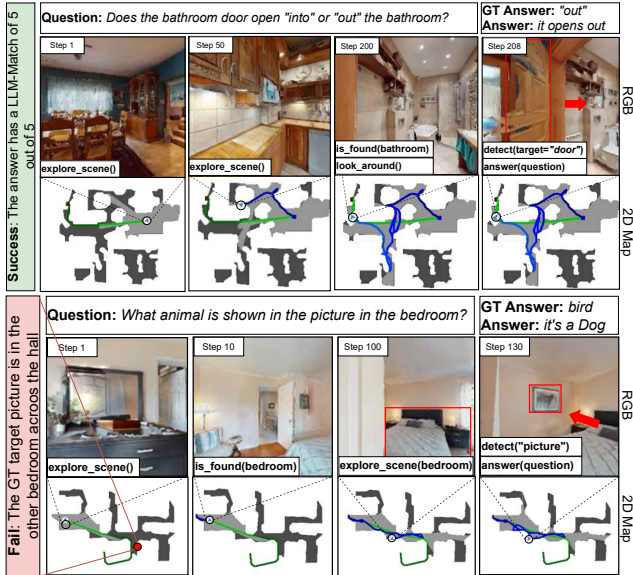 Success: The answer has a LLM-Match of 5
out of 5
Question: Does the bathroom door open "into" or "out" the bathroom?
GT Answer: "out"
Answer: it opens out
Step 1
explore_scene()
Step 50
explore_scene()
Step 200
is_found(bathroom)
look_around()
Step 208
detect(target="door")
answer(question)
RGB
2D Map
Fail: The GT target picture is in the
other bedroom acroos the hall
Question: What animal is shown in the picture in the bedroom?
GT Answer: bird
Answer: it's a Dog
Step 1
explore_scene()
Step 10
is_found(bedroom)
Step 100
explore_scene(bedroom)
Step 130
detect("picture")
answer(question)
RGB
2D Map